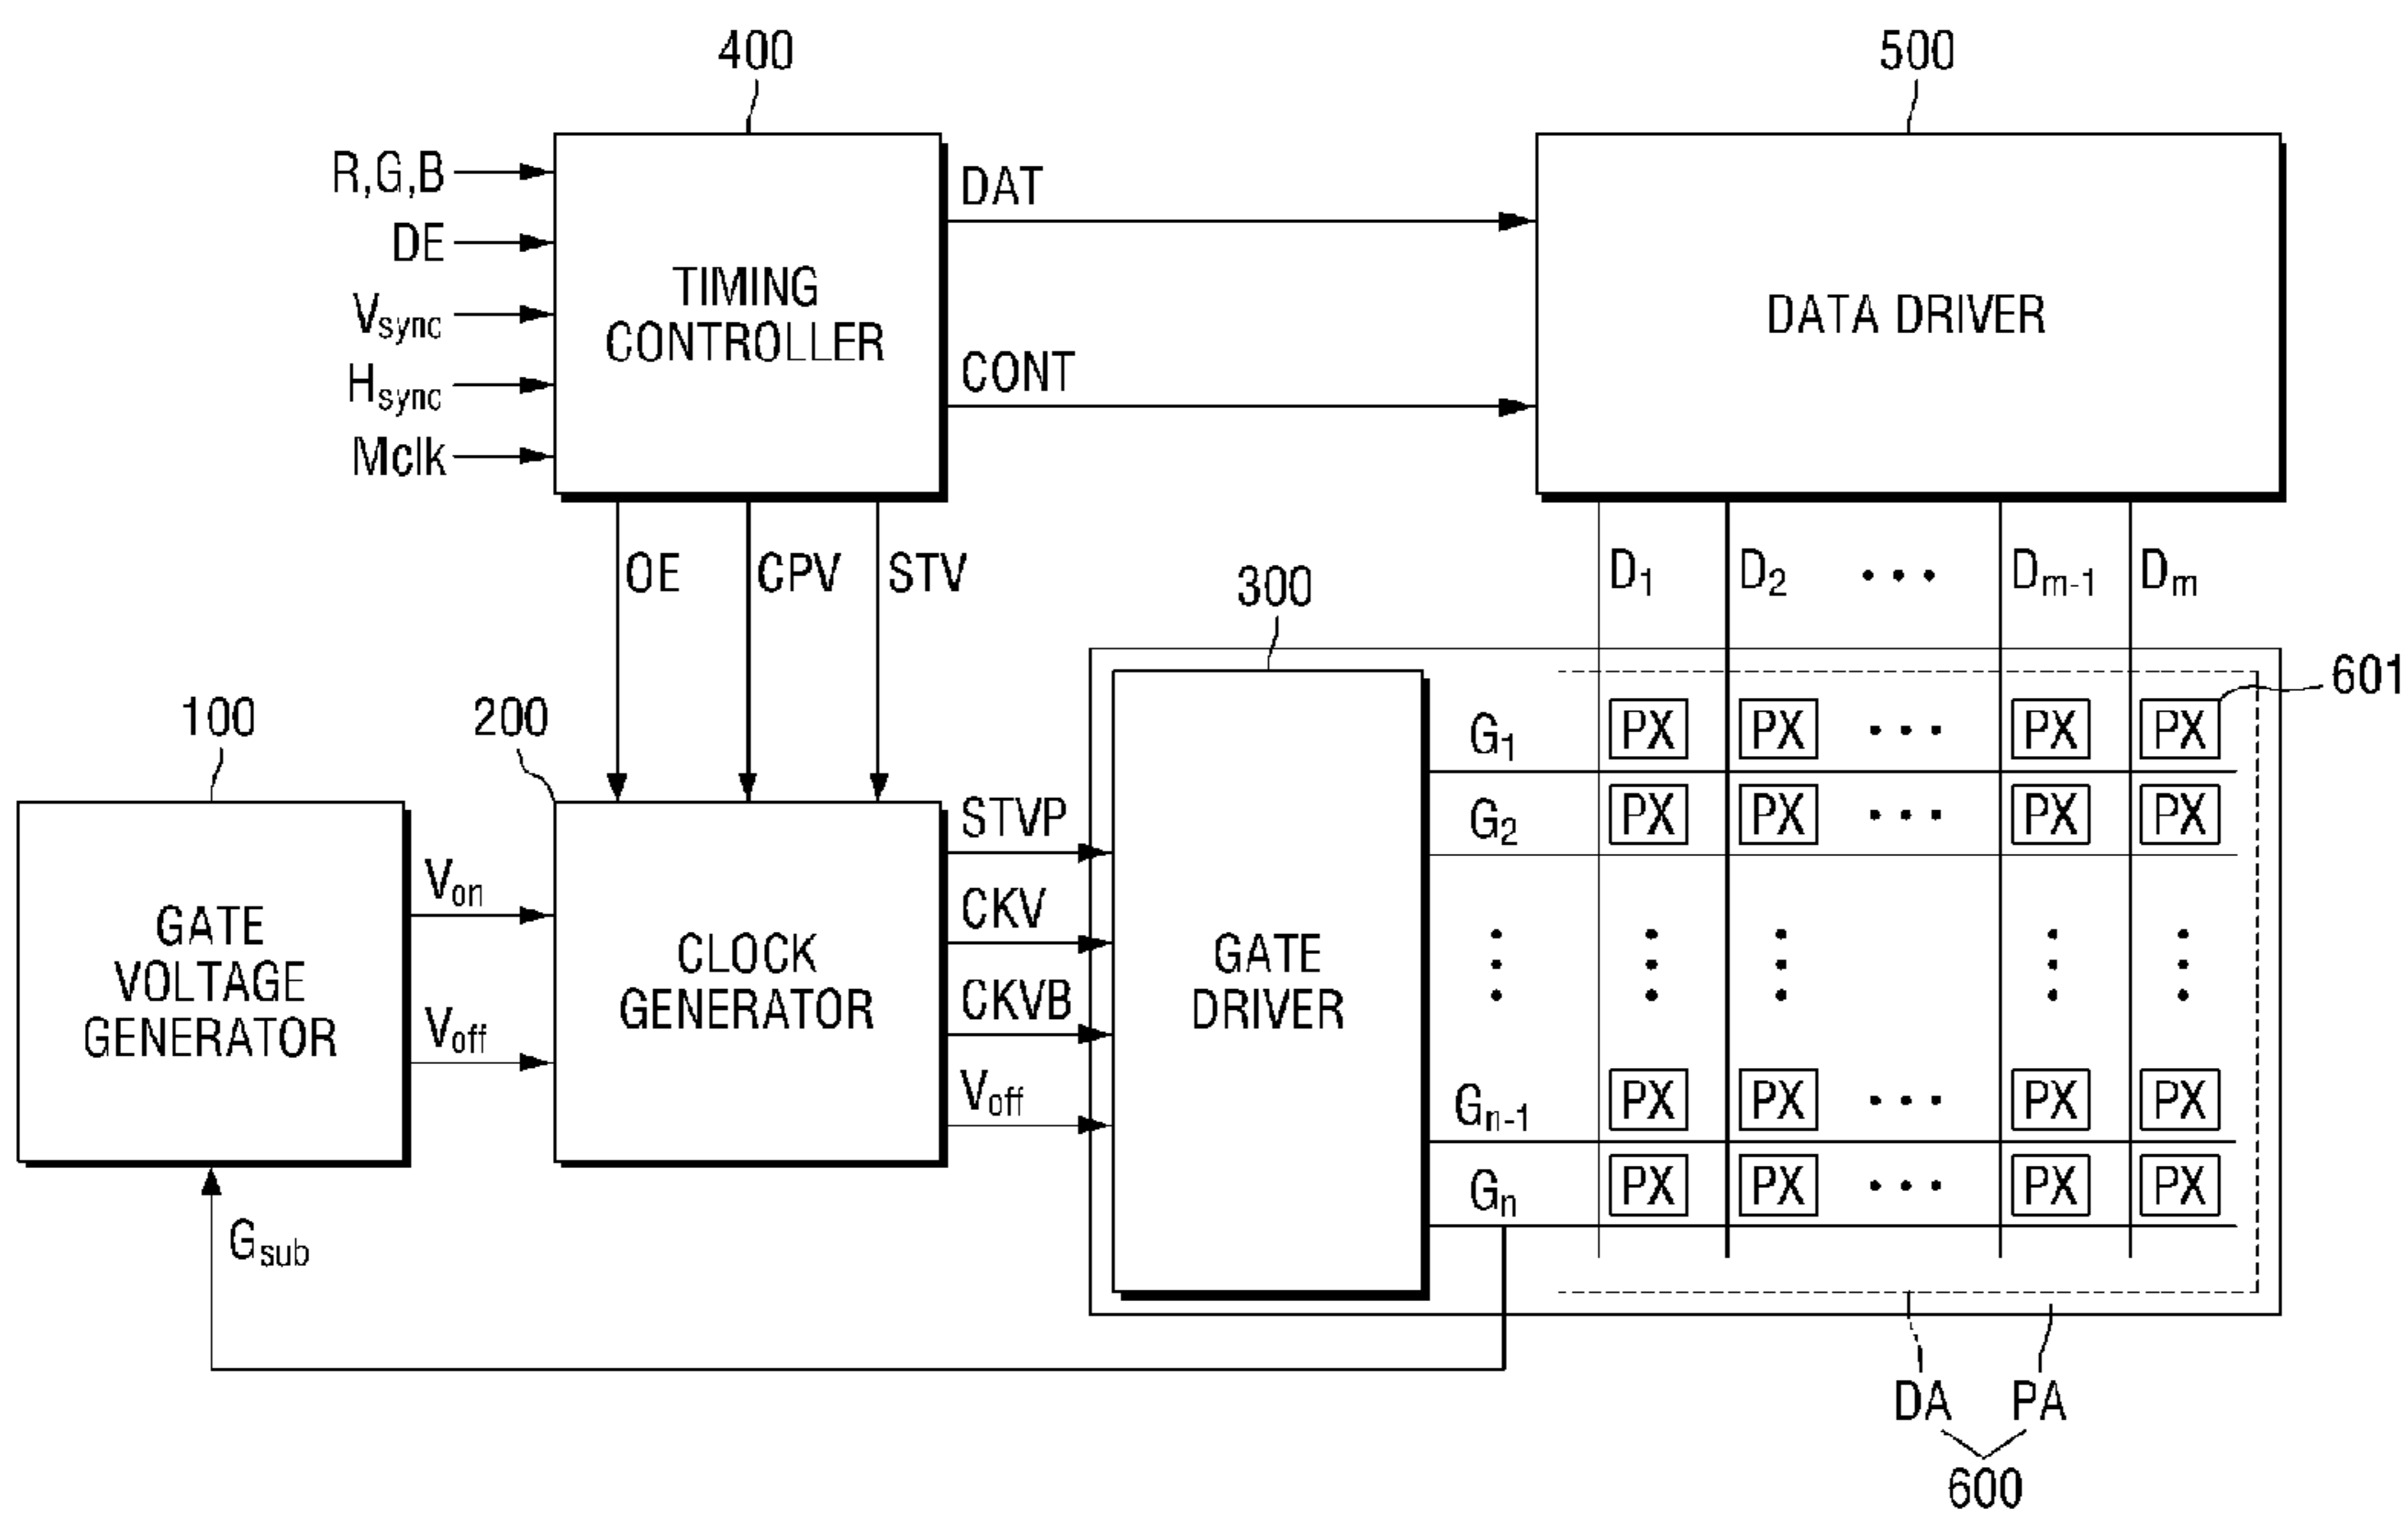 400
500
R,G,B
DE
Vsync
Hsync
Mclk
TIMING
CONTROLLER
DAT
CONT
DATA DRIVER
OE CPV STV
D1 D2 ••• Dm-1 Dm
300
601
100
200
GATE
VOLTAGE
GENERATOR
Von
Voff
CLOCK
GENERATOR
STVP
CKV
CKVB
Voff
GATE
DRIVER
G1 PX PX ••• PX PX
G2 PX PX ••• PX PX
Gn-1 PX PX ••• PX PX
Gn PX PX ••• PX PX
Gsub
DA PA
600